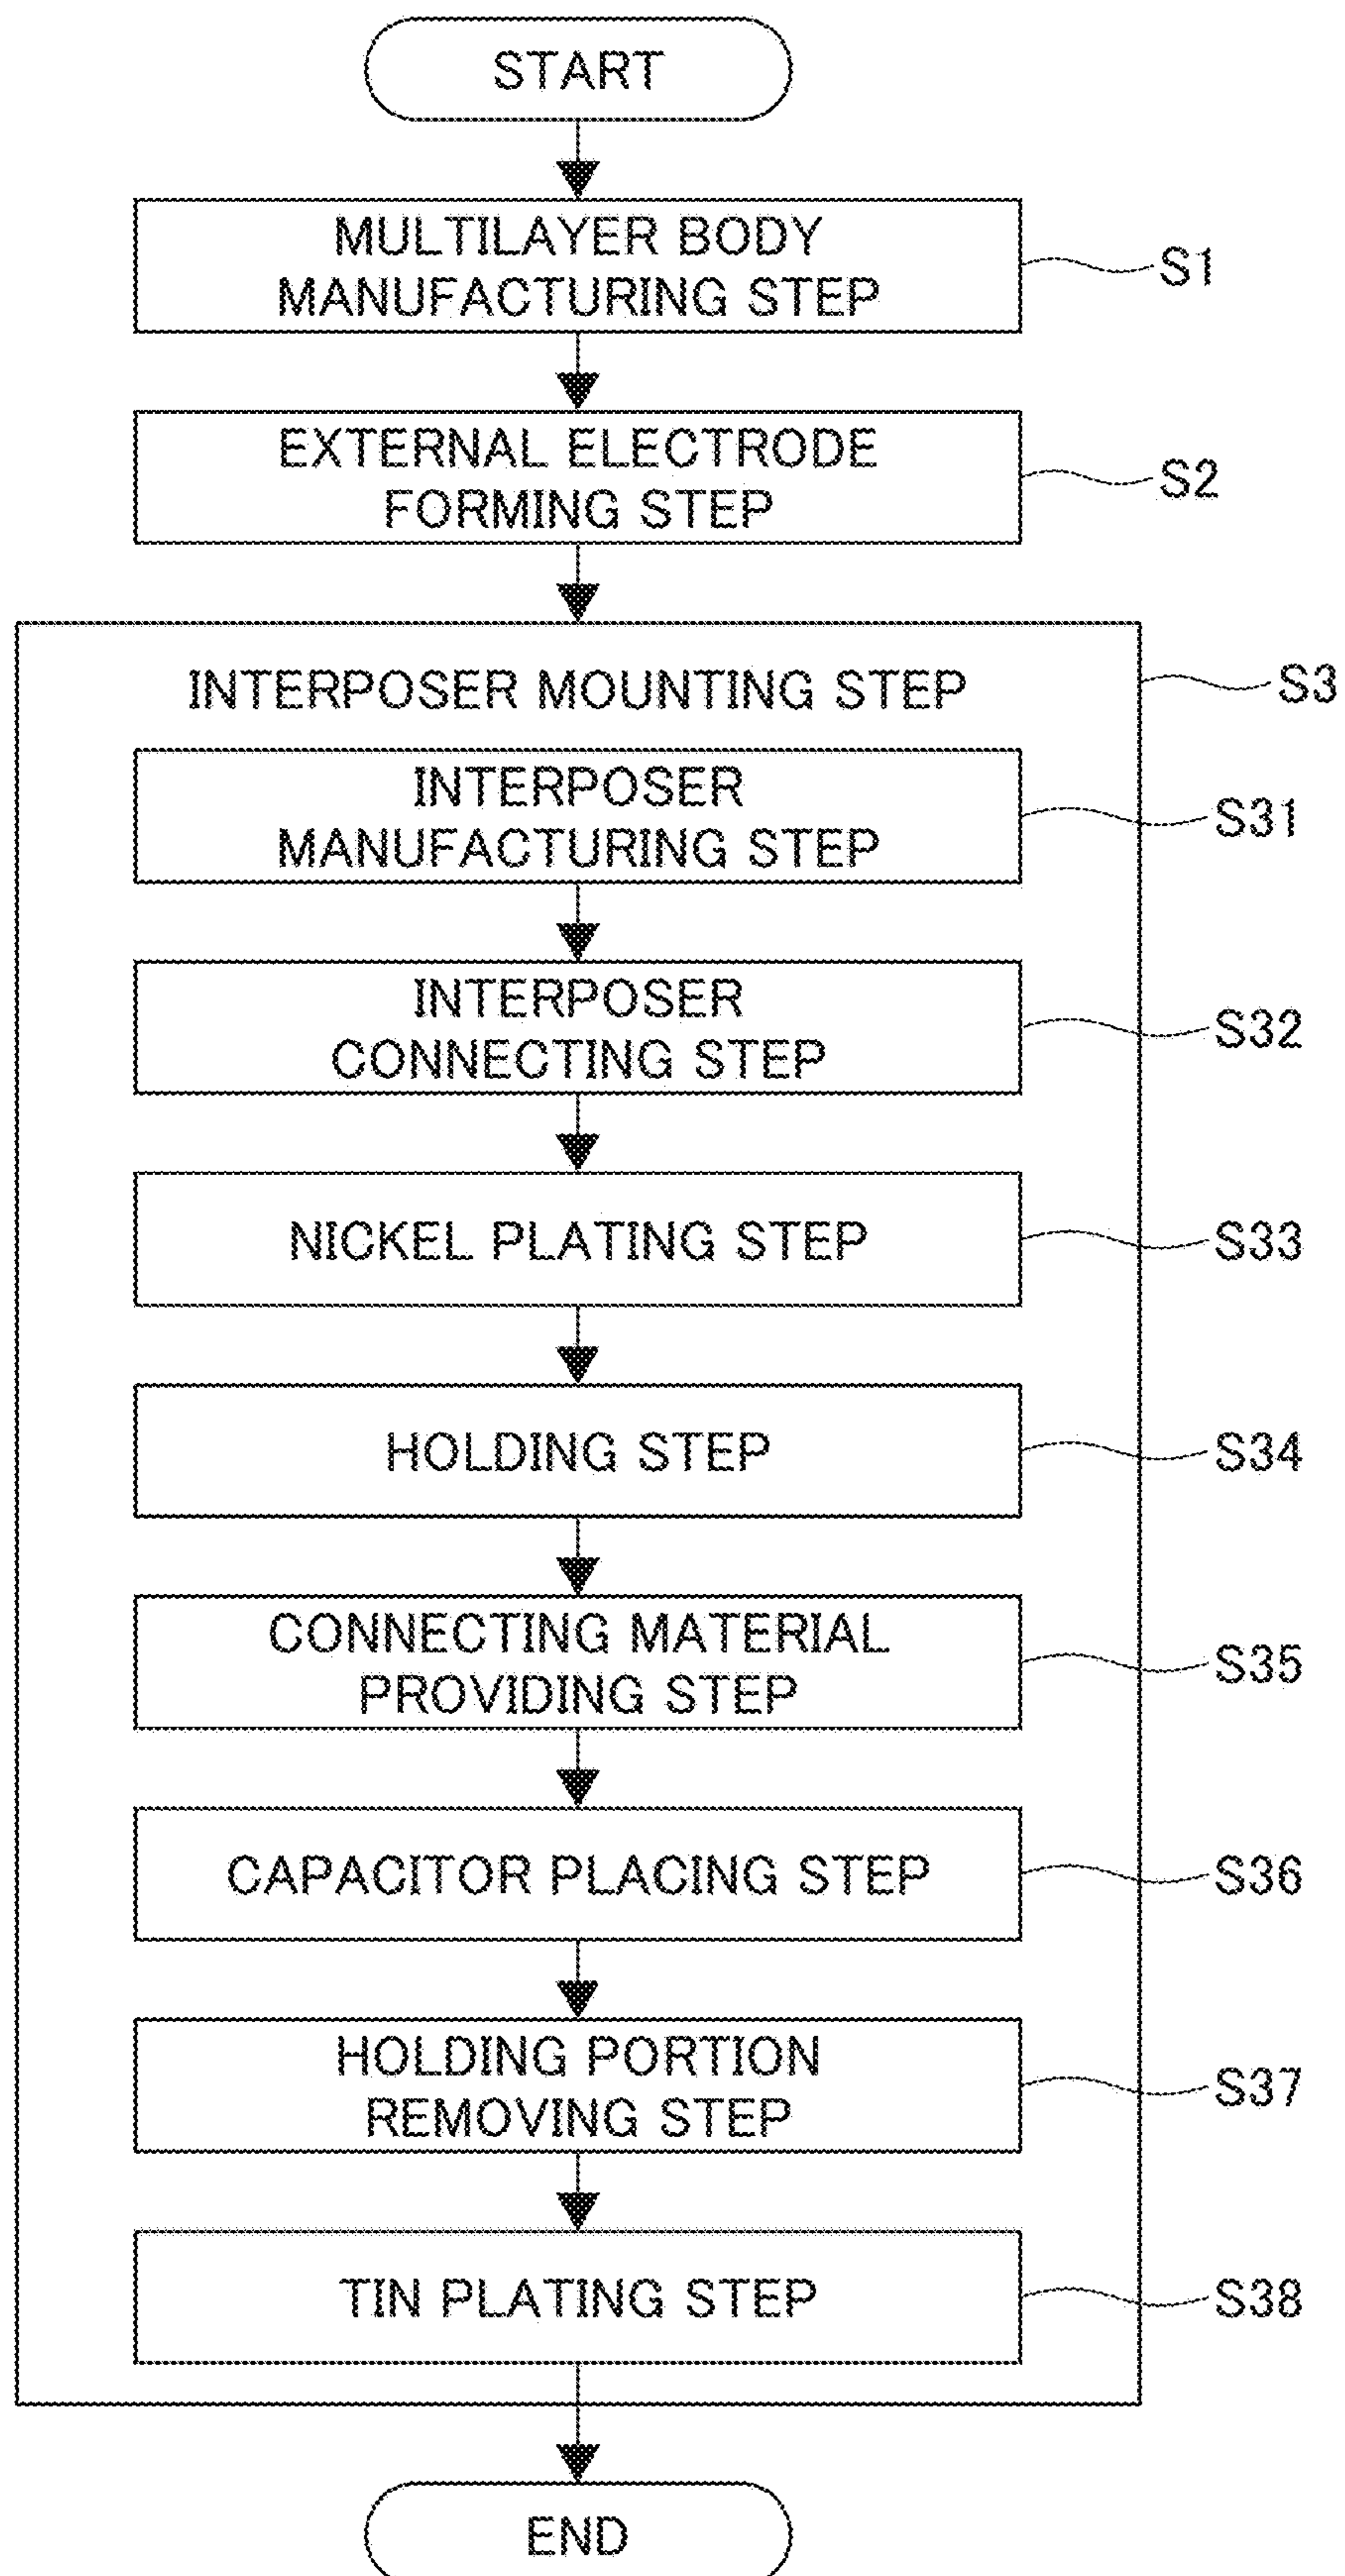 START
MULTILAYER BODY
MANUFACTURING STEP
S1
EXTERNAL ELECTRODE
FORMING STEP
S2
INTERPOSER MOUNTING STEP
S3
INTERPOSER
MANUFACTURING STEP
S31
INTERPOSER
CONNECTING STEP
S32
NICKEL PLATING STEP
S33
HOLDING STEP
S34
CONNECTING MATERIAL
PROVIDING STEP
S35
CAPACITOR PLACING STEP
S36
HOLDING PORTION
REMOVING STEP
S37
TIN PLATING STEP
S38
END